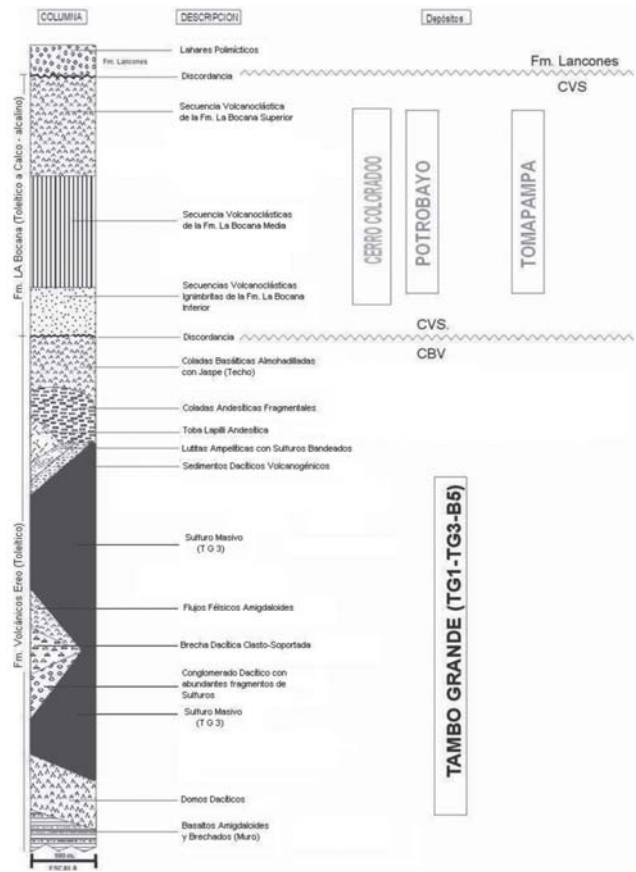 COLUMNA
DESCRIPCION
Depósitos
Lahares Polimícticos
Fm. Lancones
Fm. Lancones
Discordancia
CVS
Secuencia Volcanoclástica
de la Fm. La Bocana Superior
Fm. LA Bocana (Toleítico a Calco - alcalino)
CERRO COLORADOO
POTROBAYO
TOMAPAMPA
Secuencia Volcanoclásticas
de la Fm. La Bocana Media
Secuencias Volcanoclásticas
Ignimbritas de la Fm. La Bocana
Inferior
CVS.
Discordancia
CBV
Coladas Basálticas Almohadilladas
con Jaspe (Techo)
Coladas Andesíticas Fragmentales
Toba Lapilli Andesítica
Lutitas Ampelíticas con Sulfuros Bandeados
Sedimentos Dacíticos Volcanogénicos
Fm. Volcánicos Ereo (Toleítico)
TAMBO GRANDE (TG1-TG3-B5)
Sulfuro Masivo
(T G 3)
Flujos Félsicos Amigdaloides
Brecha Dacítica Clasto-Soportada
Conglomerado Dacítico con
abundantes fragmentos de
Sulfuros
Sulfuro Masivo
(T G 3)
Domos Dacíticos
Basaltos Amigdaloides
y Brechados (Muro)
100 m.
ESCALA